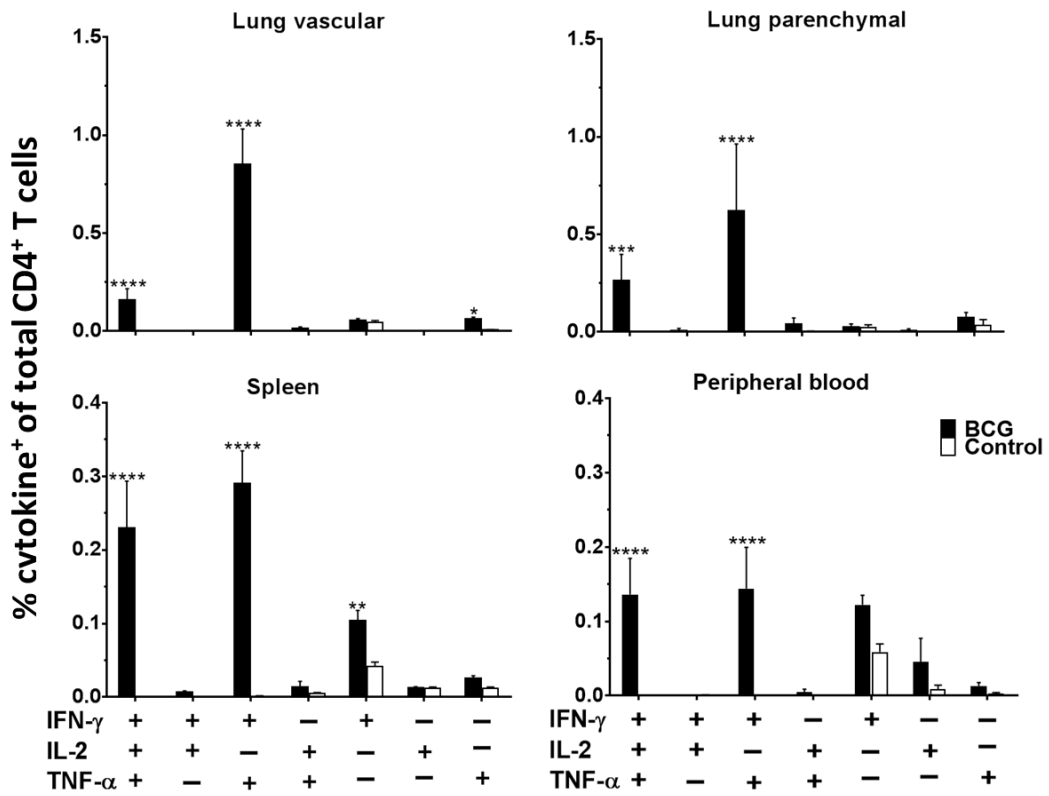 % cvtokine⁺ of total CD4⁺ T cells
Lung vascular
1.5
1.0
0.5
0.0
****
****
*
Lung parenchymal
1.5
1.0
0.5
0.0
***
****
Spleen
0.4
0.3
0.2
0.1
0.0
****
****
**
Peripheral blood
0.4
0.3
0.2
0.1
0.0
****
****
BCG
Control
IFN-γ + + + – + – –
IL-2 + + – + – + –
TNF-α + – + + – – +
IFN-γ + + + – + – –
IL-2 + + – + – + –
TNF-α + – + + – – +